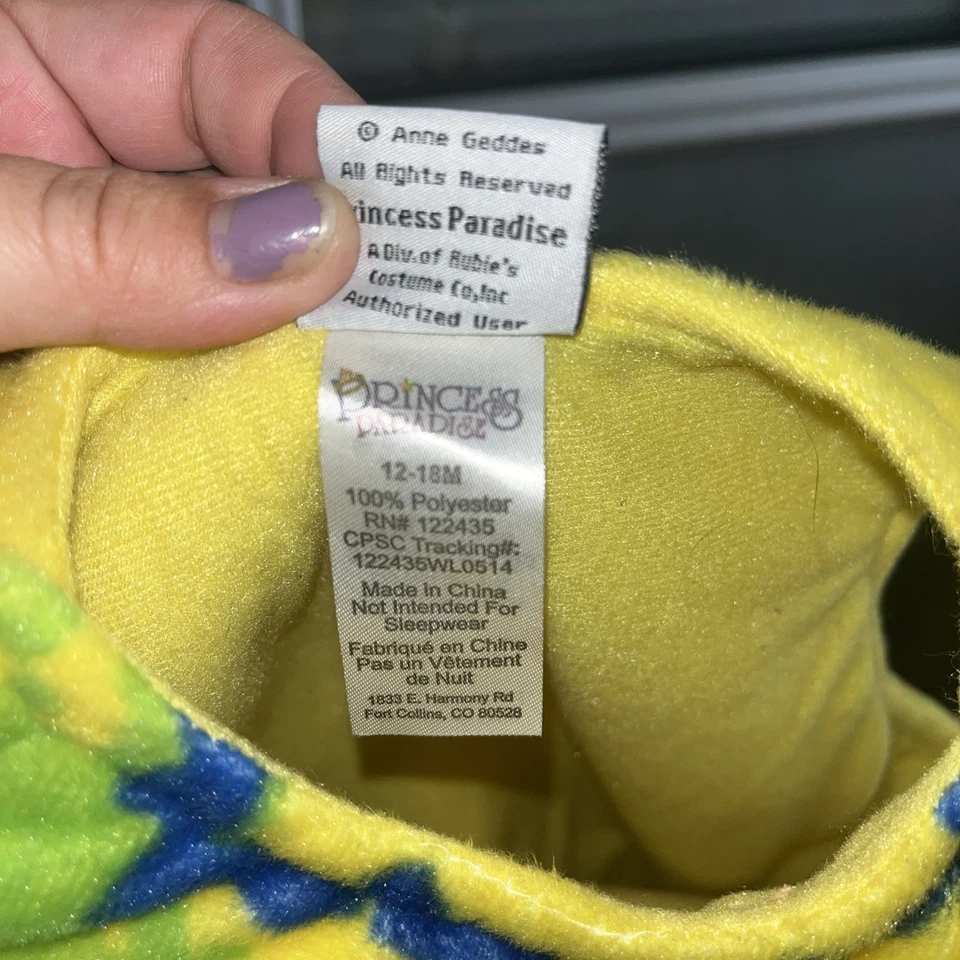 © Anne Geddes
All Rights Reserved
incess Paradise
A Div. of Rubie's
Costume Co,Inc
Authorized User
PRINCESS
PARADISE
12-18M
100% Polyester
RN# 122435
CPSC Tracking#:
122435WL0514
Made in China
Not Intended For
Sleepwear
Fabriqué en Chine
Pas un Vêtement
de Nuit
1833 E. Harmony Rd
Fort Collins, CO 80528